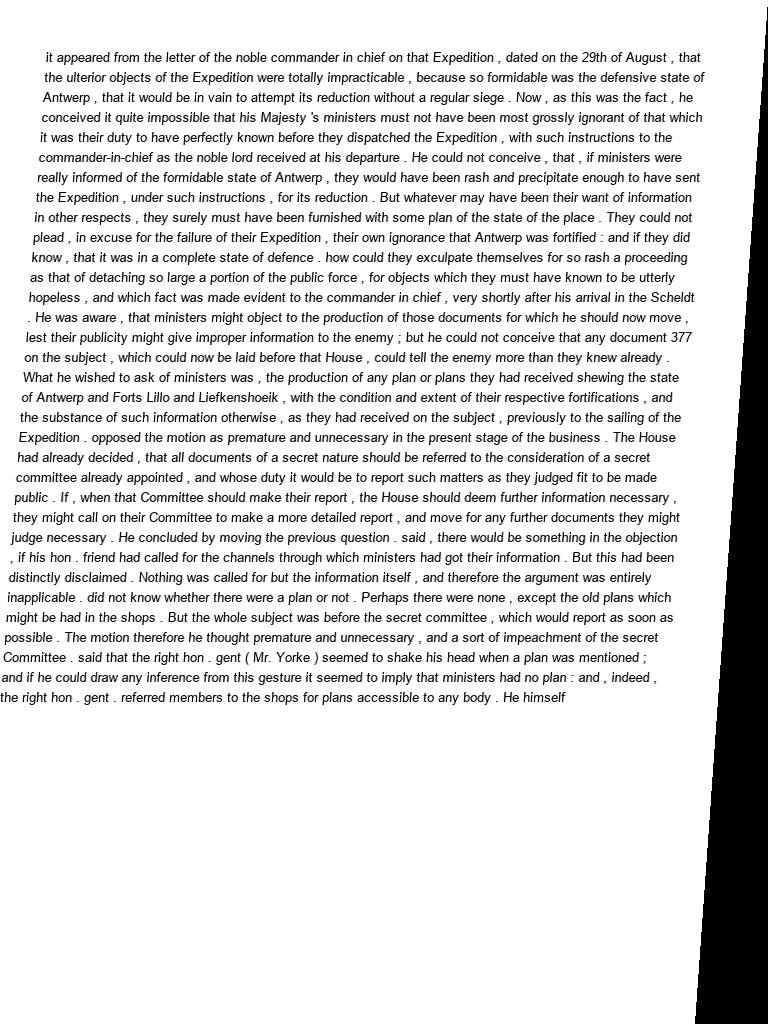 it appeared from the letter of the noble commander in chief on that Expedition , dated on the 29th of August , that
the ulterior objects of the Expedition were totally impracticable , because so formidable was the defensive state of
Antwerp , that it would be in vain to attempt its reduction without a regular siege . Now , as this was the fact , he
conceived it quite impossible that his Majesty 's ministers must not have been most grossly ignorant of that which
it was their duty to have perfectly known before they dispatched the Expedition , with such instructions to the
commander-in-chief as the noble lord received at his departure . He could not conceive , that , if ministers were
really informed of the formidable state of Antwerp , they would have been rash and precipitate enough to have sent
the Expedition , under such instructions , for its reduction . But whatever may have been their want of information
in other respects , they surely must have been furnished with some plan of the state of the place . They could not
plead , in excuse for the failure of their Expedition , their own ignorance that Antwerp was fortified : and if they did
know , that it was in a complete state of defence . how could they exculpate themselves for so rash a proceeding
as that of detaching so large a portion of the public force , for objects which they must have known to be utterly
hopeless , and which fact was made evident to the commander in chief , very shortly after his arrival in the Scheldt
. He was aware , that ministers might object to the production of those documents for which he should now move ,
lest their publicity might give improper information to the enemy ; but he could not conceive that any document 377
on the subject , which could now be laid before that House , could tell the enemy more than they knew already .
What he wished to ask of ministers was , the production of any plan or plans they had received shewing the state
of Antwerp and Forts Lillo and Liefkenshoeik , with the condition and extent of their respective fortifications , and
the substance of such information otherwise , as they had received on the subject , previously to the sailing of the
Expedition . opposed the motion as premature and unnecessary in the present stage of the business . The House
had already decided , that all documents of a secret nature should be referred to the consideration of a secret
committee already appointed , and whose duty it would be to report such matters as they judged fit to be made
public . If , when that Committee should make their report , the House should deem further information necessary ,
they might call on their Committee to make a more detailed report , and move for any further documents they might
judge necessary . He concluded by moving the previous question . said , there would be something in the objection
, if his hon . friend had called for the channels through which ministers had got their information . But this had been
distinctly disclaimed . Nothing was called for but the information itself , and therefore the argument was entirely
inapplicable . did not know whether there were a plan or not . Perhaps there were none , except the old plans which
might be had in the shops . But the whole subject was before the secret committee , which would report as soon as
possible . The motion therefore he thought premature and unnecessary , and a sort of impeachment of the secret
Committee . said that the right hon . gent ( Mr. Yorke ) seemed to shake his head when a plan was mentioned ;
and if he could draw any inference from this gesture it seemed to imply that ministers had no plan : and , indeed ,
the right hon . gent . referred members to the shops for plans accessible to any body . He himself